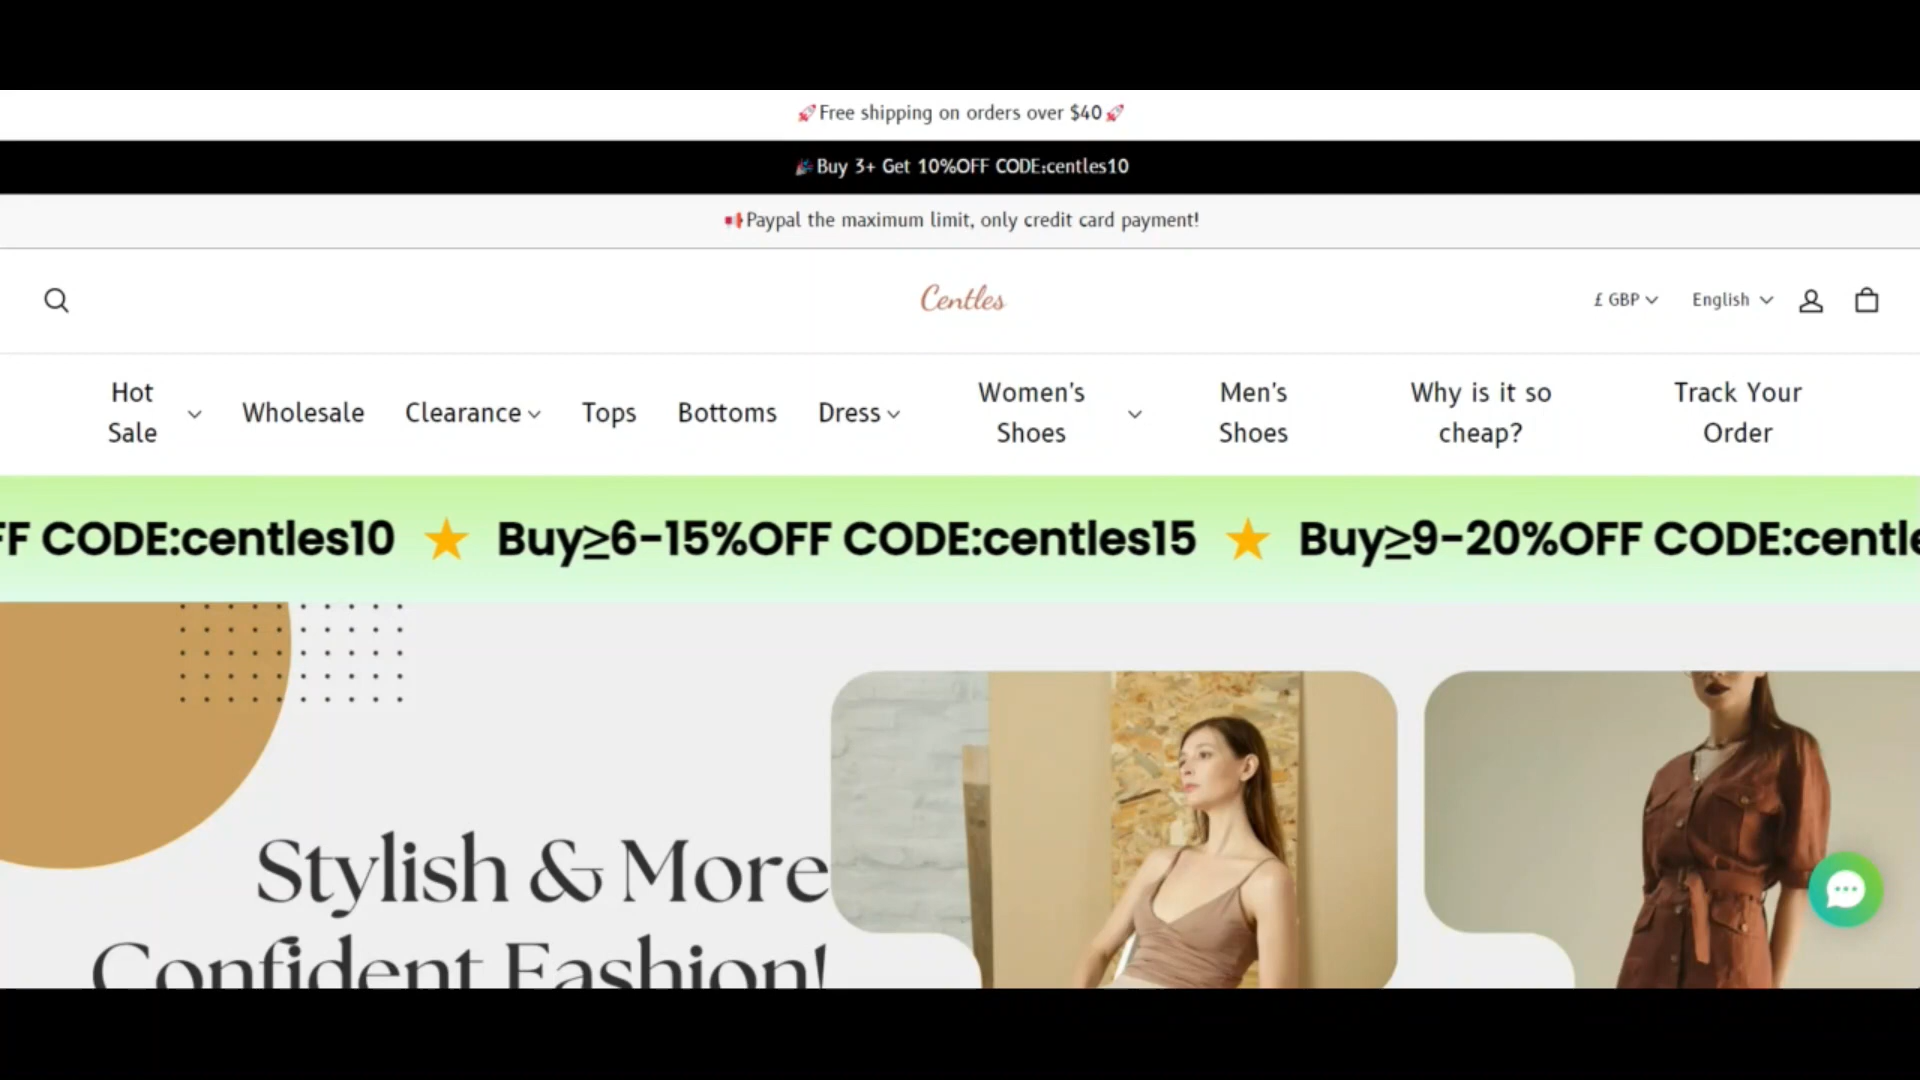 🚀Free shipping on orders over $40🚀
🎉Buy 3+ Get 10%OFF CODE:centles10
📢Paypal the maximum limit, only credit card payment!
Centles
£ GBP
English
Hot Sale
Wholesale
Clearance
Tops
Bottoms
Dress
Women's Shoes
Men's Shoes
Why is it so cheap?
Track Your Order
FF CODE:centles10 ★ Buy≥6-15%OFF CODE:centles15 ★ Buy≥9-20%OFF CODE:centle
Stylish & More
Confident Fashion!